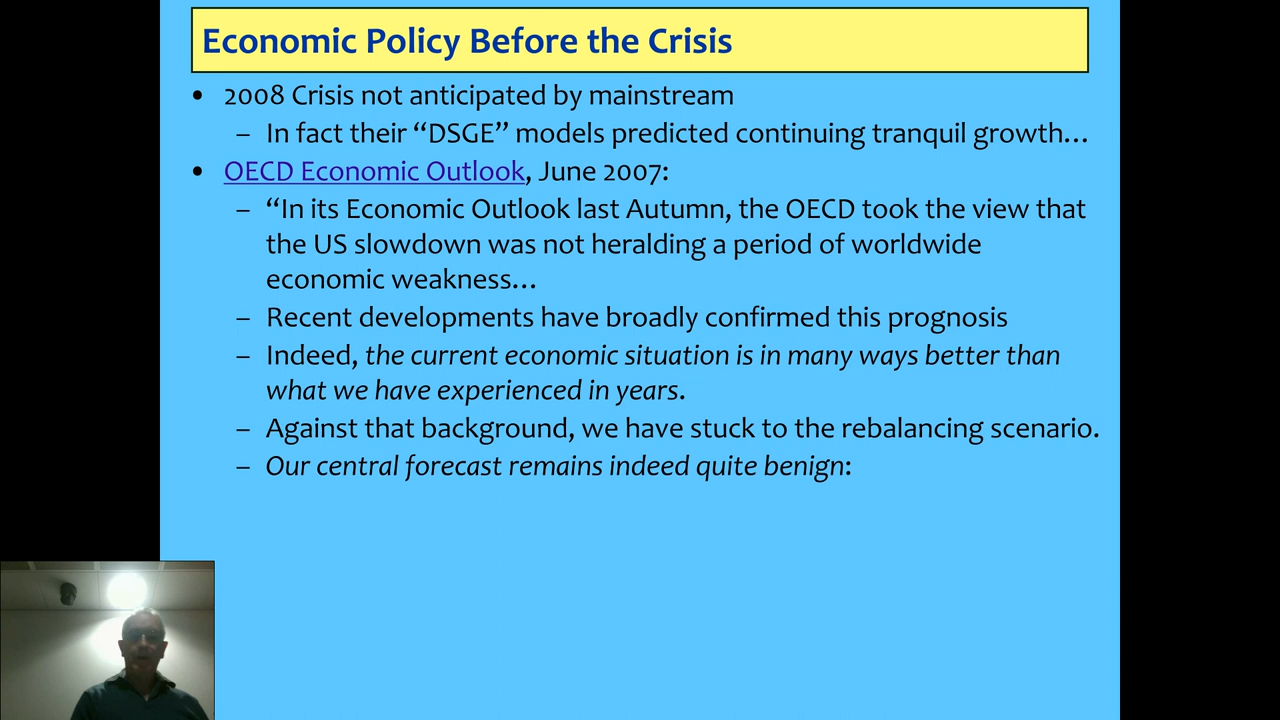 Economic Policy Before the Crisis
• 2008 Crisis not anticipated by mainstream
– In fact their “DSGE” models predicted continuing tranquil growth…
• OECD Economic Outlook, June 2007:
– “In its Economic Outlook last Autumn, the OECD took the view that
the US slowdown was not heralding a period of worldwide
economic weakness…
– Recent developments have broadly confirmed this prognosis
– Indeed, the current economic situation is in many ways better than
what we have experienced in years.
– Against that background, we have stuck to the rebalancing scenario.
– Our central forecast remains indeed quite benign: